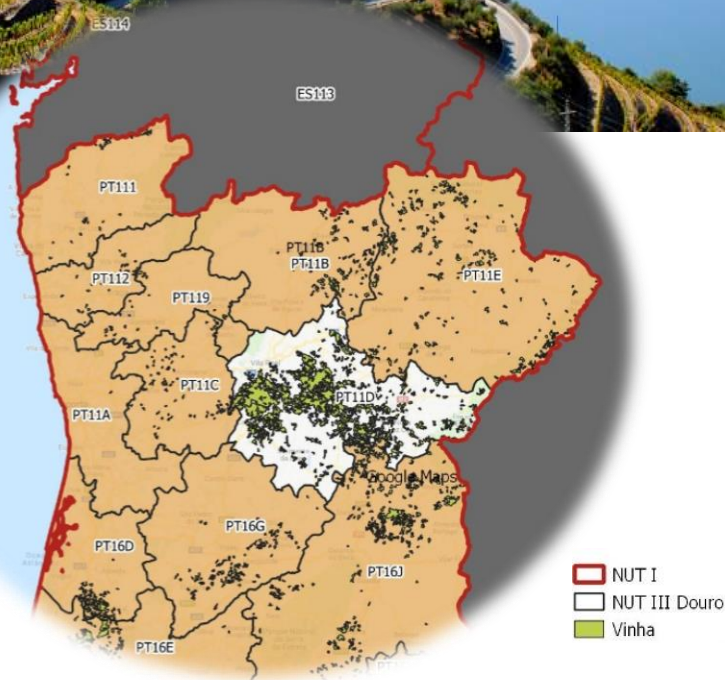 ES114
ES113
PT111
PT11B
PT11B
PT11E
PT112
PT119
PT11C
PT11D
PT11A
Google Maps
PT16G
PT16D
PT16J
PT16E
NUT I
NUT III Douro
Vinha